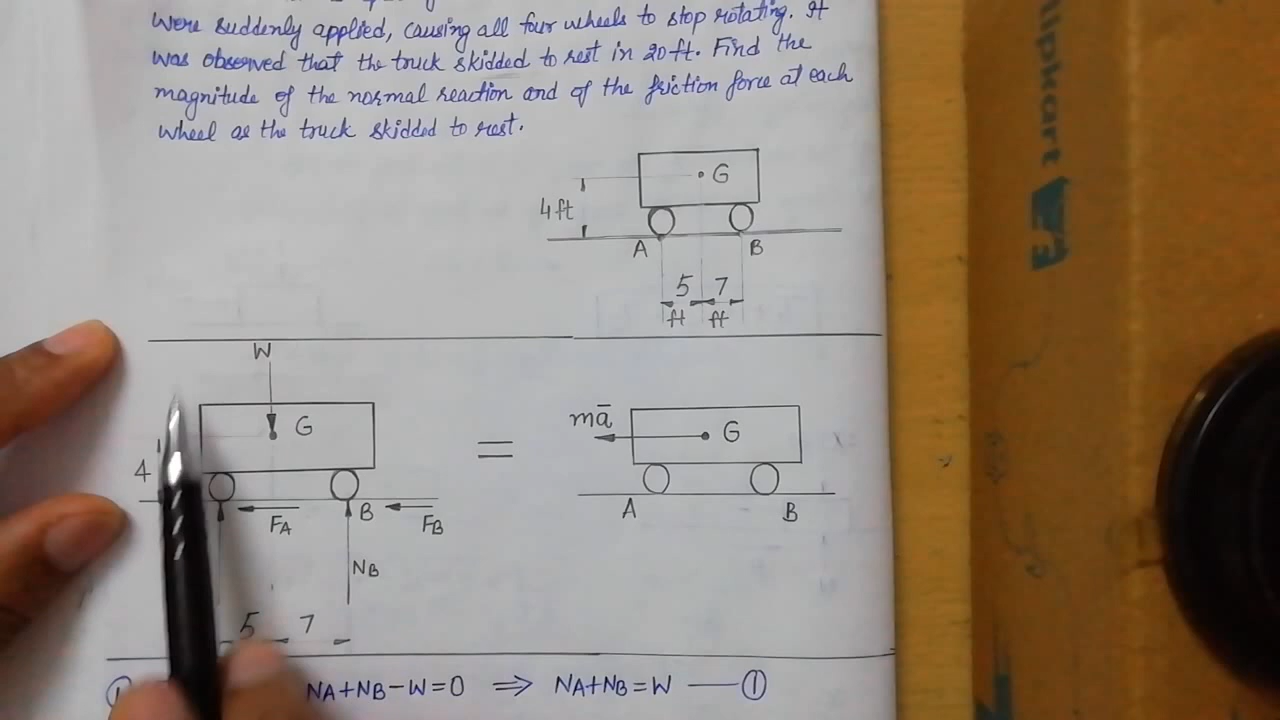 were suddenly applied, causing all four wheels to stop rotating. It
was observed that the truck skidded to rest in 20 ft. Find the
magnitude of the normal reaction and of the friction force at each
wheel as the truck skidded to rest.
G
4ft
A B
5 7
ft ft
W
G
4
B
FA FB
NB
5 7
=
mā
G
A B
① NA+NB-W=0 ⇒ NA+NB=W —— ①
lipkart